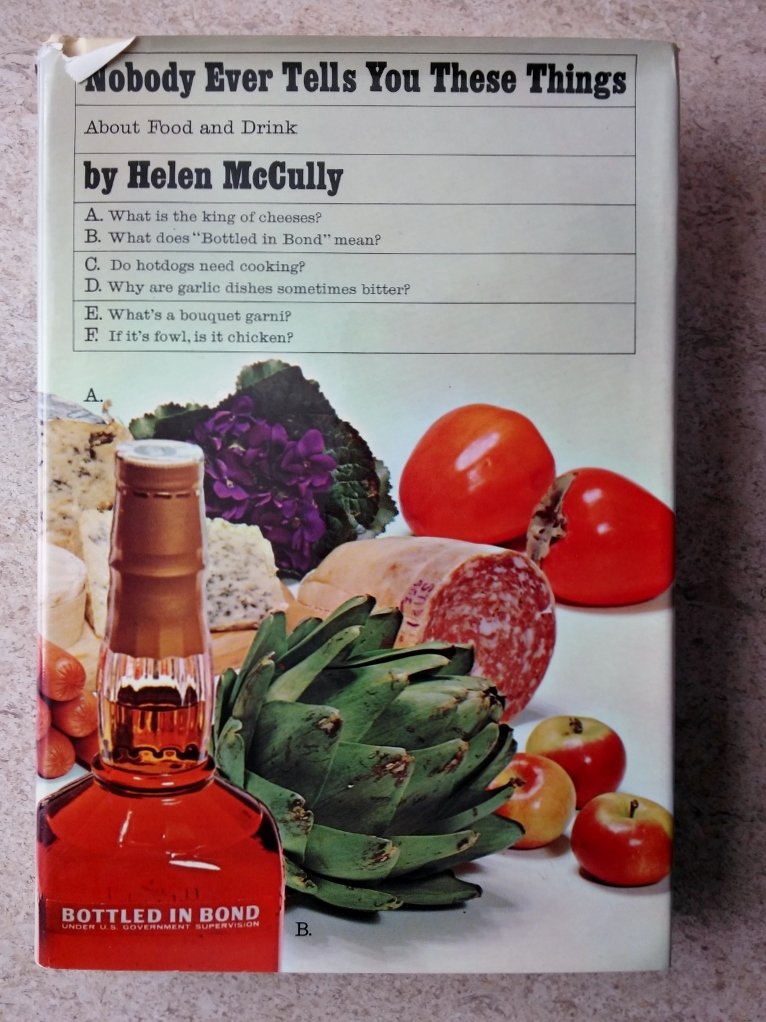 Nobody Ever Tells You These Things
About Food and Drink
by Helen McCully
A. What is the king of cheeses?
B. What does "Bottled in Bond" mean?
C. Do hotdogs need cooking?
D. Why are garlic dishes sometimes bitter?
E. What's a bouquet garni?
F. If it's fowl, is it chicken?
A.
BOTTLED IN BOND
UNDER U.S. GOVERNMENT SUPERVISION
B.